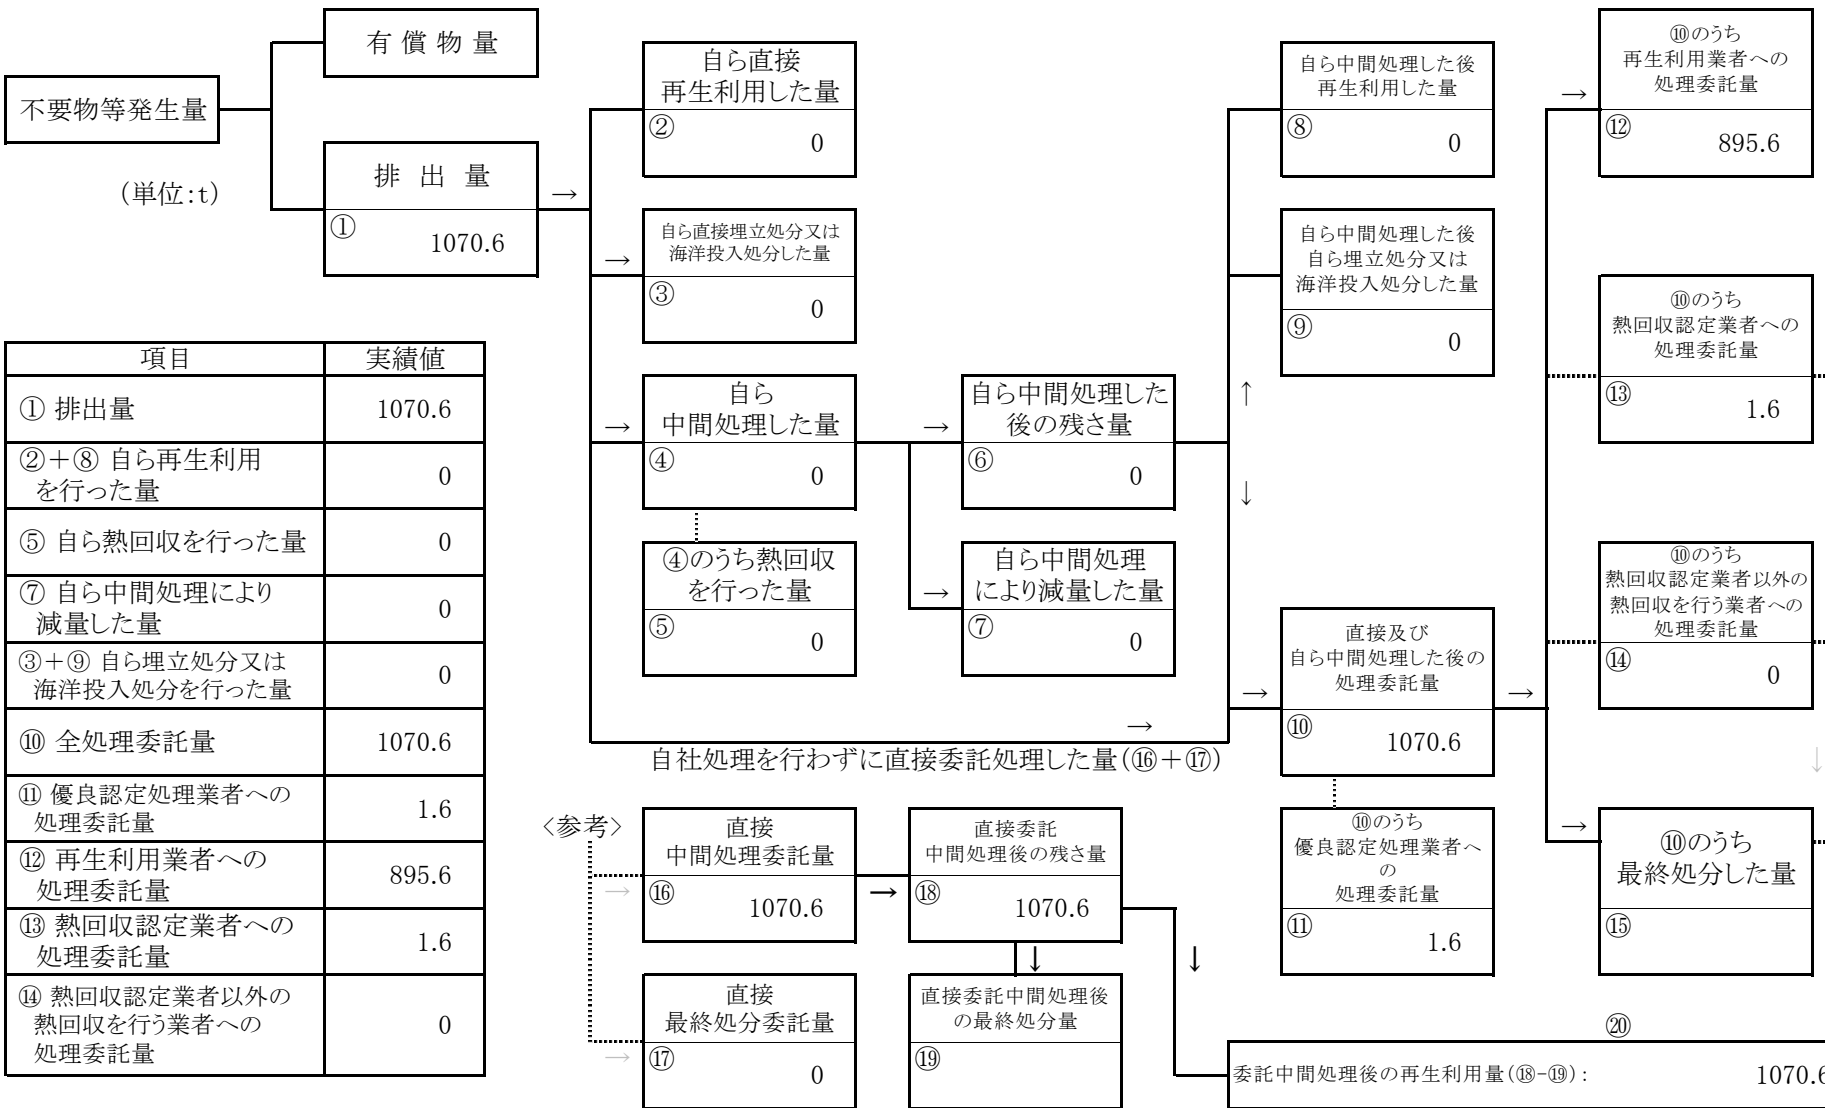 不要物等発生量
（単位：t）
有 償 物 量
排 出 量
→
①
1070.6
自ら直接
再生利用した量
②
0
→
自ら直接埋立処分又は
海洋投入処分した量
③
0
→
自ら
中間処理した量
④
0
④のうち熱回収
を行った量
⑤
0
→
自ら中間処理した
後の残さ量
⑥
0
→
自ら中間処理
により減量した量
⑦
0
→
自社処理を行わずに直接委託処理した量（⑯＋⑰）
自ら中間処理した後
再生利用した量
⑧
0
自ら中間処理した後
自ら埋立処分又は
海洋投入処分した量
⑨
0
↑
↓
→
直接及び
自ら中間処理した後の
処理委託量
⑩
1070.6
→
⑩のうち
優良認定処理業者へ
の
処理委託量
⑪
1.6
→
⑩のうち
再生利用業者への
処理委託量
⑫
895.6
⑩のうち
熱回収認定業者への
処理委託量
⑬
1.6
⑩のうち
熱回収認定業者以外の
熱回収を行う業者への
処理委託量
⑭
0
↓
→
⑩のうち
最終処分した量
⑮
項目 実績値
① 排出量 1070.6
②＋⑧ 自ら再生利用
を行った量 0
⑤ 自ら熱回収を行った量 0
⑦ 自ら中間処理により
減量した量 0
③＋⑨ 自ら埋立処分又は
海洋投入処分を行った量 0
⑩ 全処理委託量 1070.6
⑪ 優良認定処理業者への
処理委託量 1.6
⑫ 再生利用業者への
処理委託量 895.6
⑬ 熱回収認定業者への
処理委託量 1.6
⑭ 熱回収認定業者以外の
熱回収を行う業者への
処理委託量 0
〈参考〉
→
直接
中間処理委託量
⑯
1070.6
→
直接委託
中間処理後の残さ量
⑱
1070.6
↓
↓
→
直接
最終処分委託量
⑰
0
直接委託中間処理後
の最終処分量
⑲
⑳
委託中間処理後の再生利用量（⑱-⑲）： 1070.6